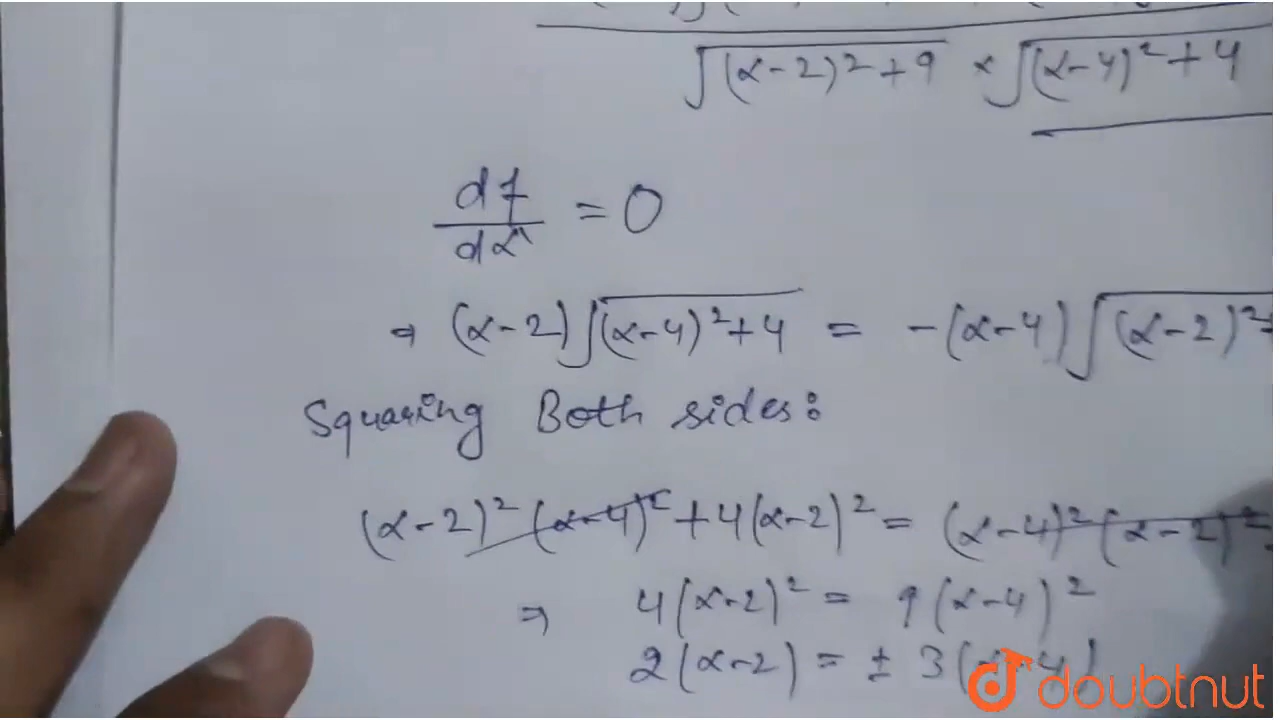 √(α-2)²+9 × √(α-4)²+4
df/dα = 0
⇒ (α-2)√(α-4)²+4 = -(α-4)√(α-2)²+
Squaring Both sides:
(α-2)² (α-4)² + 4(α-2)² = (α-4)² (α-2)²
⇒ 4(α-2)² = 9(α-4)²
2(α-2) = ± 3(α-4)
doubtnut